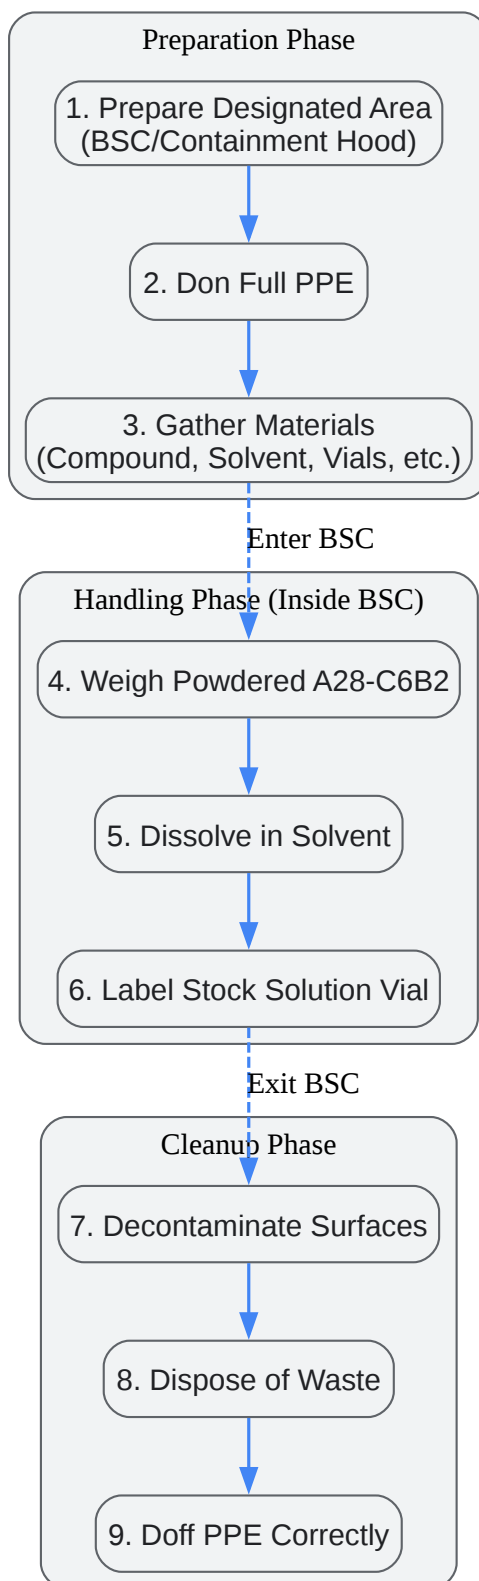 Preparation Phase
1. Prepare Designated Area
(BSC/Containment Hood)
2. Don Full PPE
3. Gather Materials
(Compound, Solvent, Vials, etc.)
Enter BSC
Handling Phase (Inside BSC)
4. Weigh Powdered A28-C6B2
5. Dissolve in Solvent
6. Label Stock Solution Vial
Exit BSC
Cleanup Phase
7. Decontaminate Surfaces
8. Dispose of Waste
9. Doff PPE Correctly